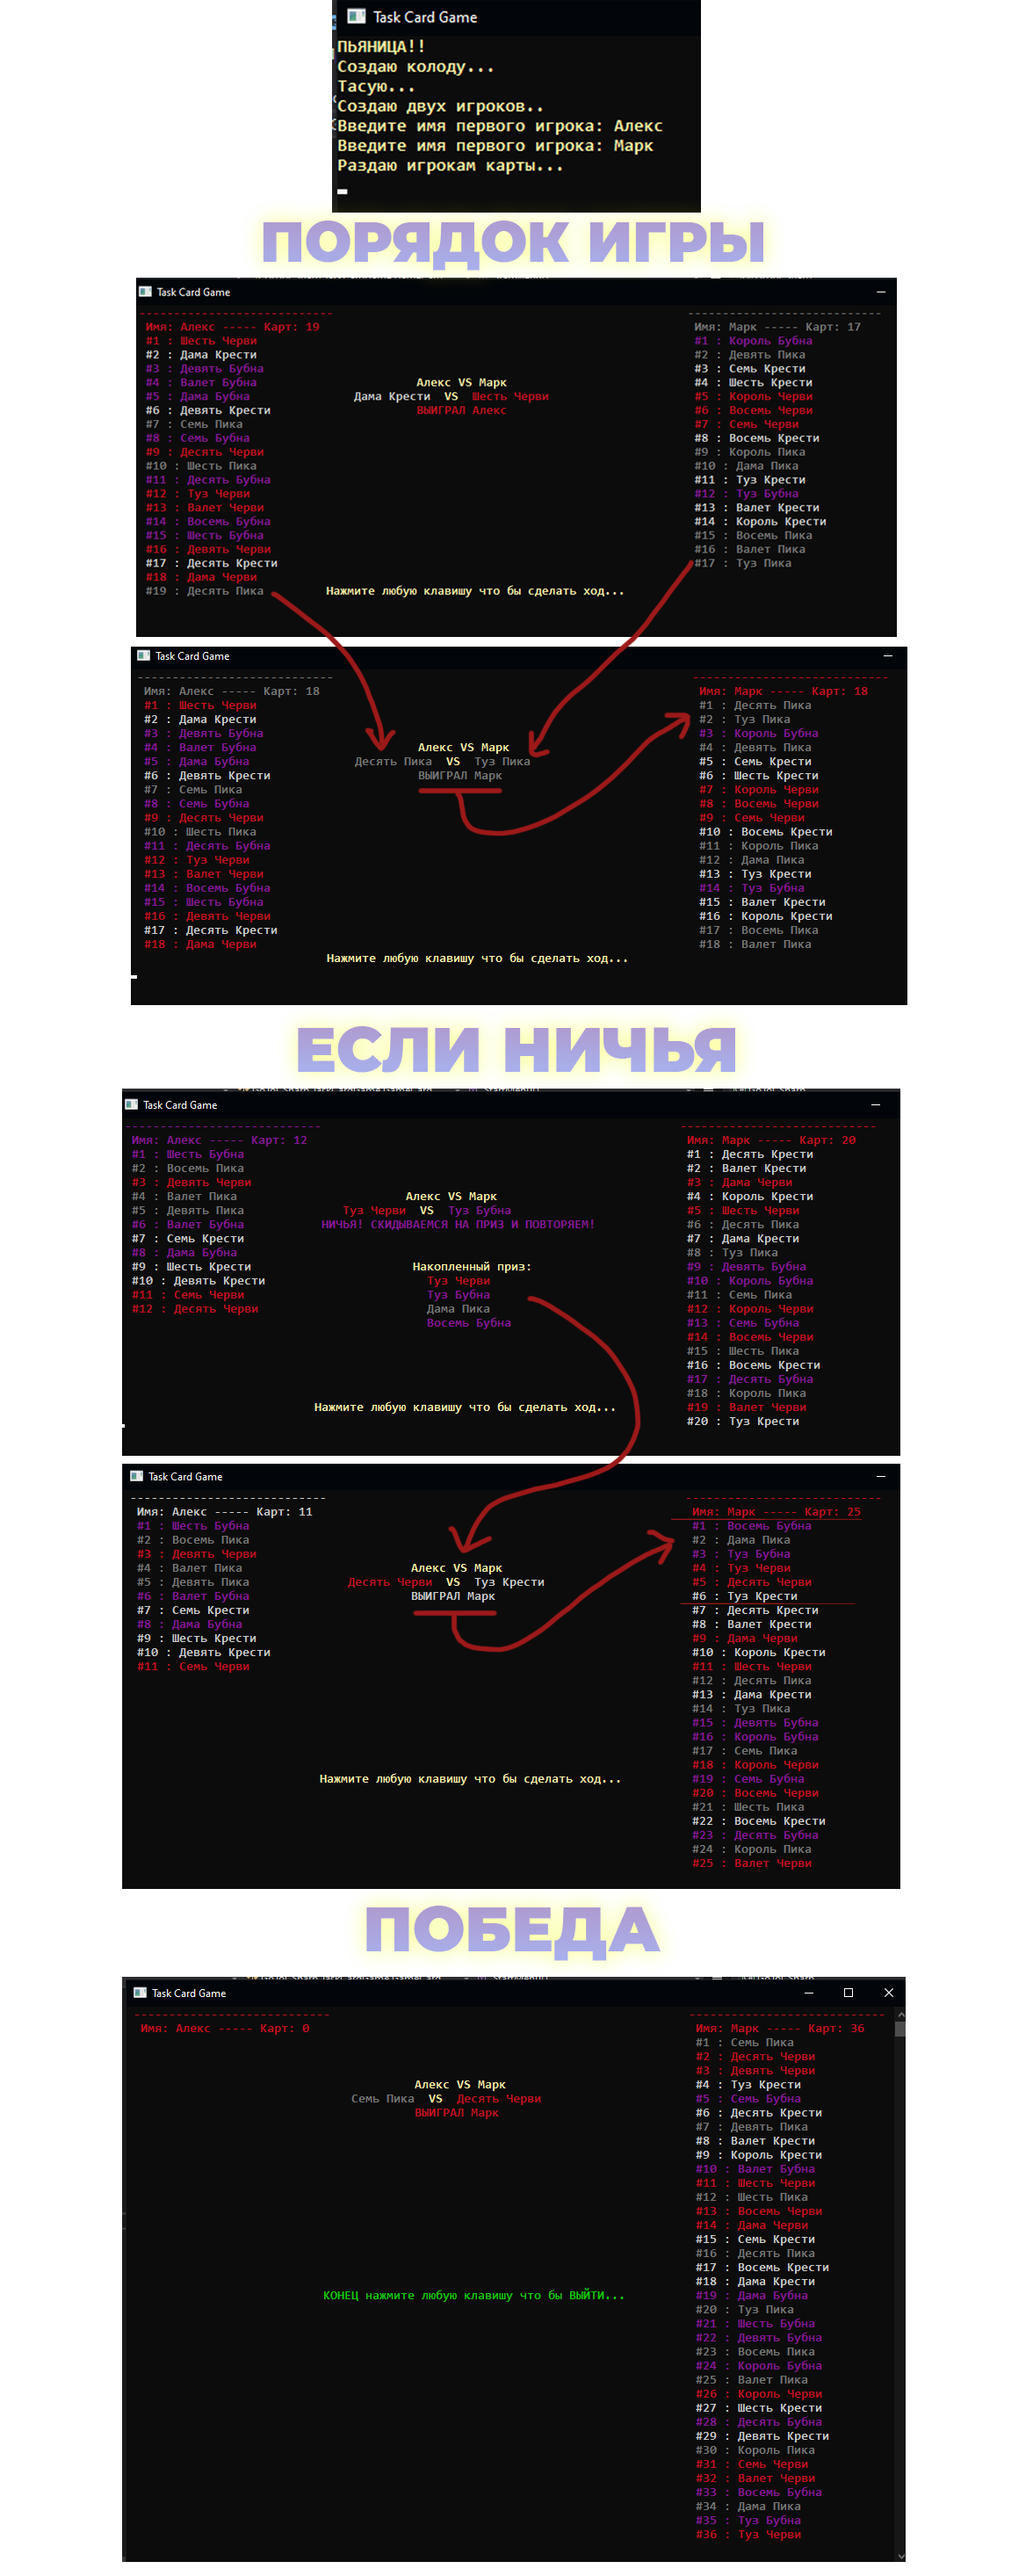 Task Card Game
ПЬЯНИЦА!!
Создаю колоду...
Тасую...
Создаю двух игроков..
Введите имя первого игрока: Алекс
Введите имя первого игрока: Марк
Раздаю игрокам карты...
ПОРЯДОК ИГРЫ
Task Card Game
Имя: Алекс ----- Карт: 19
#1 : Шесть Черви
#2 : Дама Крести
#3 : Девять Бубна
#4 : Валет Бубна
#5 : Дама Бубна
#6 : Девять Крести
#7 : Семь Пика
#8 : Семь Бубна
#9 : Десять Черви
#10 : Шесть Пика
#11 : Десять Бубна
#12 : Туз Черви
#13 : Валет Черви
#14 : Восемь Бубна
#15 : Шесть Бубна
#16 : Девять Черви
#17 : Десять Крести
#18 : Дама Черви
#19 : Десять Пика
Алекс VS Марк
Дама Крести VS Шесть Черви
ВЫИГРАЛ Алекс
Нажмите любую клавишу что бы сделать ход...
Имя: Марк ----- Карт: 17
#1 : Король Бубна
#2 : Девять Пика
#3 : Семь Крести
#4 : Шесть Крести
#5 : Король Черви
#6 : Восемь Черви
#7 : Семь Черви
#8 : Восемь Крести
#9 : Король Пика
#10 : Дама Пика
#11 : Туз Крести
#12 : Туз Бубна
#13 : Валет Крести
#14 : Король Крести
#15 : Восемь Пика
#16 : Валет Пика
#17 : Туз Пика
Task Card Game
Имя: Алекс ----- Карт: 18
#1 : Шесть Черви
#2 : Дама Крести
#3 : Девять Бубна
#4 : Валет Бубна
#5 : Дама Бубна
#6 : Девять Крести
#7 : Семь Пика
#8 : Семь Бубна
#9 : Десять Черви
#10 : Шесть Пика
#11 : Десять Бубна
#12 : Туз Черви
#13 : Валет Черви
#14 : Восемь Бубна
#15 : Шесть Бубна
#16 : Девять Черви
#17 : Десять Крести
#18 : Дама Черви
Алекс VS Марк
Десять Пика VS Туз Пика
ВЫИГРАЛ Марк
Нажмите любую клавишу что бы сделать ход...
Имя: Марк ----- Карт: 18
#1 : Десять Пика
#2 : Туз Пика
#3 : Король Бубна
#4 : Девять Пика
#5 : Семь Крести
#6 : Шесть Крести
#7 : Король Черви
#8 : Восемь Черви
#9 : Семь Черви
#10 : Восемь Крести
#11 : Король Пика
#12 : Дама Пика
#13 : Туз Крести
#14 : Туз Бубна
#15 : Валет Крести
#16 : Король Крести
#17 : Восемь Пика
#18 : Валет Пика
ЕСЛИ НИЧЬЯ
Task Card Game
Имя: Алекс ----- Карт: 12
#1 : Шесть Бубна
#2 : Восемь Пика
#3 : Девять Черви
#4 : Валет Пика
#5 : Девять Пика
#6 : Валет Бубна
#7 : Семь Крести
#8 : Дама Бубна
#9 : Шесть Крести
#10 : Девять Крести
#11 : Семь Черви
#12 : Десять Черви
Алекс VS Марк
Туз Черви VS Туз Бубна
НИЧЬЯ! СКИДЫВАЕМСЯ НА ПРИЗ И ПОВТОРЯЕМ!
Накопленный приз:
Туз Черви
Туз Бубна
Дама Пика
Восемь Бубна
Нажмите любую клавишу что бы сделать ход...
Имя: Марк ----- Карт: 20
#1 : Десять Крести
#2 : Валет Крести
#3 : Дама Черви
#4 : Король Крести
#5 : Шесть Черви
#6 : Десять Пика
#7 : Дама Крести
#8 : Туз Пика
#9 : Девять Бубна
#10 : Король Бубна
#11 : Семь Пика
#12 : Король Черви
#13 : Семь Бубна
#14 : Восемь Черви
#15 : Шесть Пика
#16 : Восемь Крести
#17 : Десять Бубна
#18 : Король Пика
#19 : Валет Черви
#20 : Туз Крести
Task Card Game
Имя: Алекс ----- Карт: 11
#1 : Шесть Бубна
#2 : Восемь Пика
#3 : Девять Черви
#4 : Валет Пика
#5 : Девять Пика
#6 : Валет Бубна
#7 : Семь Крести
#8 : Дама Бубна
#9 : Шесть Крести
#10 : Девять Крести
#11 : Семь Черви
Алекс VS Марк
Десять Черви VS Туз Крести
ВЫИГРАЛ Марк
Нажмите любую клавишу что бы сделать ход...
Имя: Марк ----- Карт: 25
#1 : Восемь Бубна
#2 : Дама Пика
#3 : Туз Бубна
#4 : Туз Черви
#5 : Десять Черви
#6 : Туз Крести
#7 : Десять Крести
#8 : Валет Крести
#9 : Дама Черви
#10 : Король Крести
#11 : Шесть Черви
#12 : Десять Пика
#13 : Дама Крести
#14 : Туз Пика
#15 : Девять Бубна
#16 : Король Бубна
#17 : Семь Пика
#18 : Король Черви
#19 : Семь Бубна
#20 : Восемь Черви
#21 : Шесть Пика
#22 : Восемь Крести
#23 : Десять Бубна
#24 : Король Пика
#25 : Валет Черви
ПОБЕДА
Task Card Game
Имя: Алекс ----- Карт: 0
Алекс VS Марк
Семь Пика VS Десять Черви
ВЫИГРАЛ Марк
КОНЕЦ нажмите любую клавишу что бы ВЫЙТИ...
Имя: Марк ----- Карт: 36
#1 : Семь Пика
#2 : Десять Черви
#3 : Девять Черви
#4 : Туз Крести
#5 : Семь Бубна
#6 : Десять Крести
#7 : Девять Пика
#8 : Валет Крести
#9 : Король Крести
#10 : Валет Бубна
#11 : Шесть Черви
#12 : Шесть Пика
#13 : Восемь Черви
#14 : Дама Черви
#15 : Семь Крести
#16 : Десять Пика
#17 : Восемь Крести
#18 : Дама Крести
#19 : Дама Бубна
#20 : Туз Пика
#21 : Шесть Бубна
#22 : Девять Бубна
#23 : Восемь Пика
#24 : Король Бубна
#25 : Валет Пика
#26 : Король Черви
#27 : Шесть Крести
#28 : Десять Бубна
#29 : Девять Крести
#30 : Король Пика
#31 : Семь Черви
#32 : Валет Черви
#33 : Восемь Бубна
#34 : Дама Пика
#35 : Туз Бубна
#36 : Туз Черви